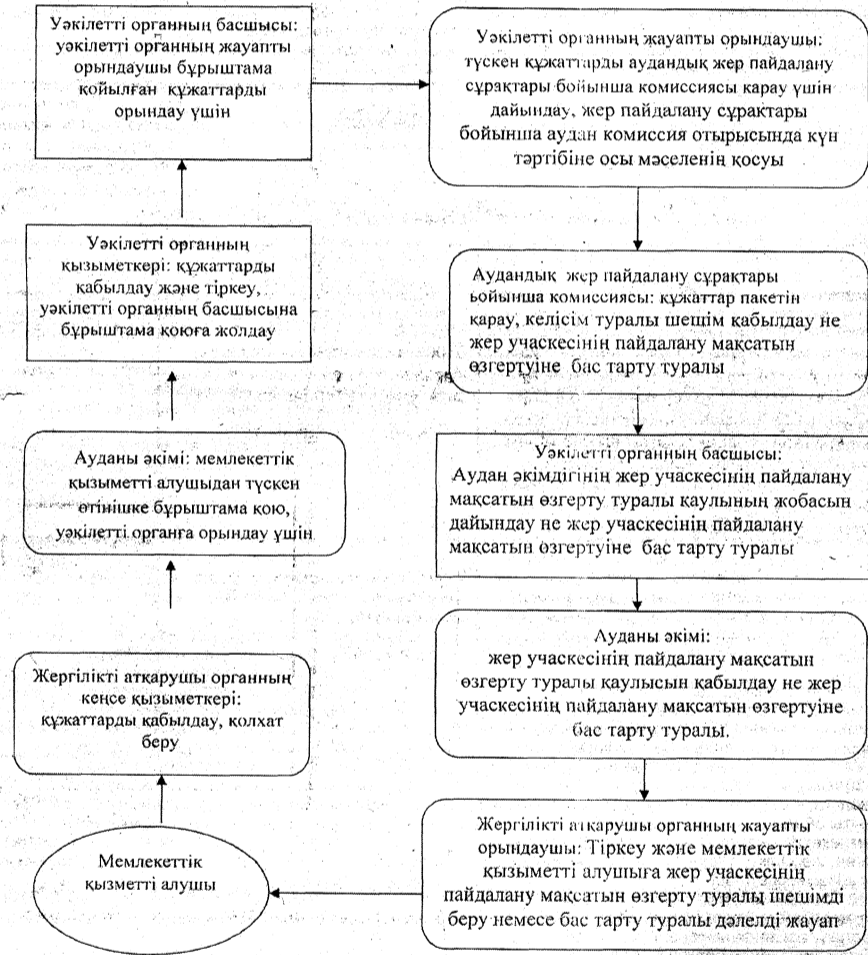 Уәкілетті органның басшысы:
уәкілетті органның жауапты
орындаушы бұрыштама
қойылған құжаттарды
орындау үшін
Уәкілетті органның жауапты орындаушы:
түскен құжаттарды аудандық жер пайдалану
сұрақтары бойынша комиссиясы қарау үшін
дайындау, жер пайдалану сұрақтары
бойынша аудан комиссия отырысында күн
тәртібіне осы мәселенің қосуы
Уәкілетті органның
қызыметкері: құжаттарды
қабылдау және тіркеу,
уәкілетті органның басшысына
бұрыштама қоюға жолдау
Аудандық жер пайдалану сұрақтары
бойынша комиссиясы: құжаттар пакетін
қарау, келісім туралы шешім қабылдау не
жер учаскесінің пайдалану мақсатын
өзгертуіне бас тарту туралы
Ауданы әкімі: мемлекеттік
қызыметті алушыдан түскен
өтінішке бұрыштама қою,
уәкілетті органға орындау үшін
Уәкілетті органның басшысы:
Аудан әкімдігінің жер учаскесінің пайдалану
мақсатын өзгерту туралы қаулының жобасын
дайындау не жер учаскесінің пайдалану
мақсатын өзгертуіне бас тарту туралы
Жергілікті атқарушы органның
кеңсе қызыметкері:
құжаттарды қабылдау, қолхат
беру
Ауданы әкімі:
жер учаскесінің пайдалану мақсатын
өзгерту туралы қаулысын қабылдау не жер
учаскесінің пайдалану мақсатын өзгертуіне
бас тарту туралы.
Мемлекеттік
қызметті алушы
Жергілікті атқарушы органның жауапты
орындаушы: Тіркеу және мемлекеттік
қызыметті алушыға жер учаскесінің
пайдалану мақсатын өзгерту туралы шешімді
беру немесе бас тарту туралы дәлелді жауап